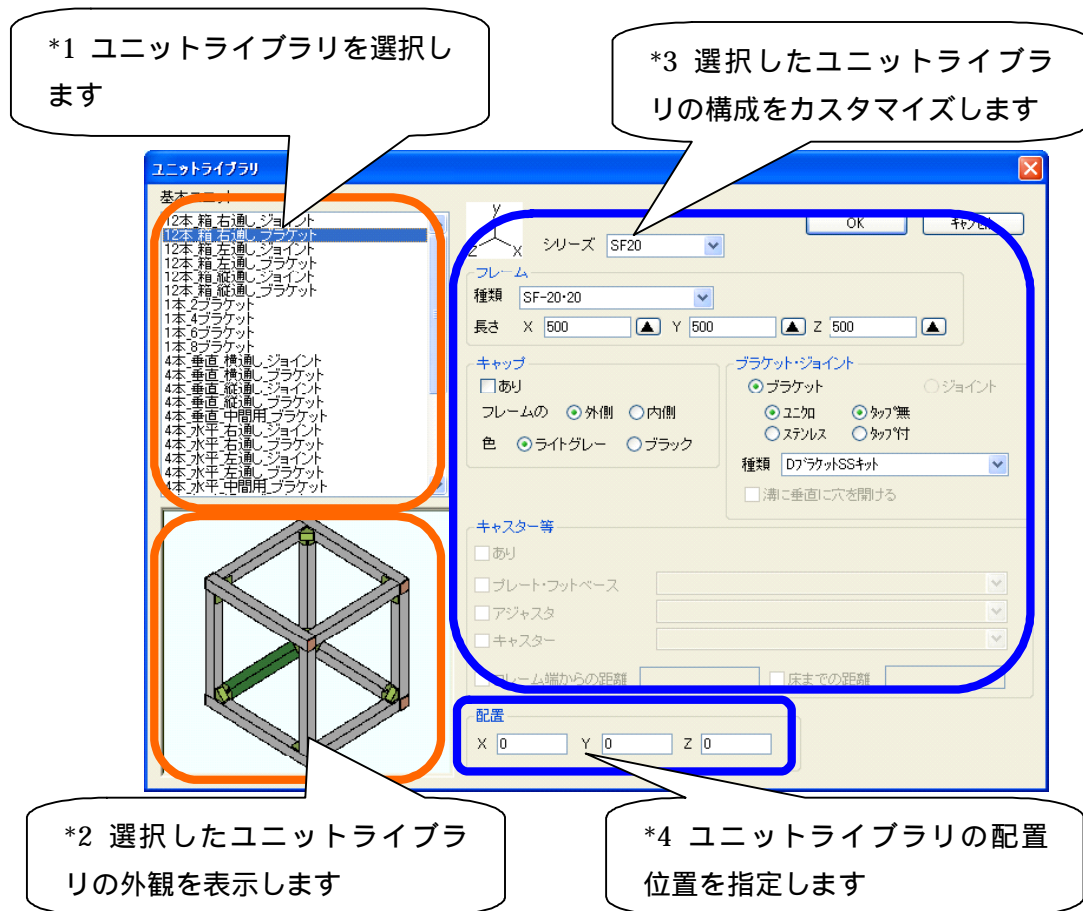 *1 ユニットライブラリを選択し
ます
*3 選択したユニットライブラ
リの構成をカスタマイズします
ユニットライブラリ
基本ユニット
12本_箱_右通し_ジョイント
12本_箱_右通し_ブラケット
12本_箱_左通し_ジョイント
12本_箱_左通し_ブラケット
12本_箱_縦通し_ジョイント
12本_箱_縦通し_ブラケット
1本_2ブラケット
1本_4ブラケット
1本_6ブラケット
1本_8ブラケット
4本_垂直_横通し_ジョイント
4本_垂直_横通し_ブラケット
4本_垂直_縦通し_ジョイント
4本_垂直_縦通し_ブラケット
4本_垂直_中間用_ブラケット
4本_水平_右通し_ジョイント
4本_水平_右通し_ブラケット
4本_水平_左通し_ジョイント
4本_水平_左通し_ブラケット
4本_水平_中間用_ブラケット
Y
Z X
OK キャンセル
シリーズ SF20
フレーム
種類 SF-20・20
長さ X 500 ▲ Y 500 ▲ Z 500 ▲
キャップ
あり
フレームの 外側 内側
色 ライトグレー ブラック
ブラケット・ジョイント
ブラケット ジョイント
ユニクロ タップ無
ステンレス タップ付
種類 DブラケットSSキット
溝に垂直に穴を開ける
キャスター等
あり
プレート・フットベース
アジャスタ
キャスター
フレーム端からの距離 床までの距離
配置
X 0 Y 0 Z 0
*2 選択したユニットライブラ
リの外観を表示します
*4 ユニットライブラリの配置
位置を指定します